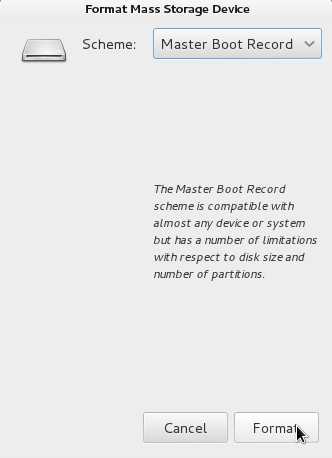 Format Mass Storage Device
Scheme: Master Boot Record
The Master Boot Record
scheme is compatible with
almost any device or system
but has a number of limitations
with respect to disk size and
number of partitions.
Cancel Format